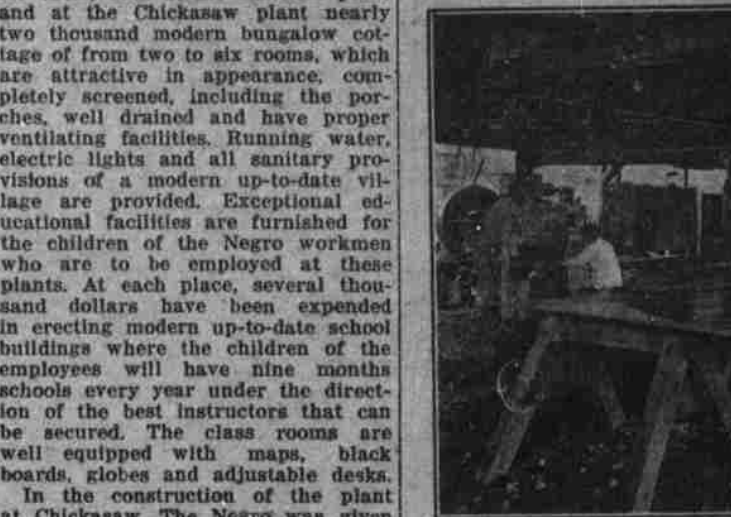 and at the Chickasaw plant nearly
two thousand modern bungalow cot-
tage of from two to six rooms, which
are attractive in appearance, com-
pletely screened, including the por-
ches, well drained and have proper
ventilating facilities. Running water,
electric lights and all sanitary pro-
visions of a modern up-to-date vil-
lage are provided. Exceptional ed-
ucational facilities are furnished for
the children of the Negro workmen
who are to be employed at these
plants. At each place, several thou-
sand dollars have been expended
in erecting modern up-to-date school
buildings where the children of the
employees will have nine months
schools every year under the direct-
ion of the best instructors that can
be secured. The class rooms are
well equipped with maps, black
boards, globes and adjustable desks.
In the construction of the plant
at Chickasaw, The Negro was given